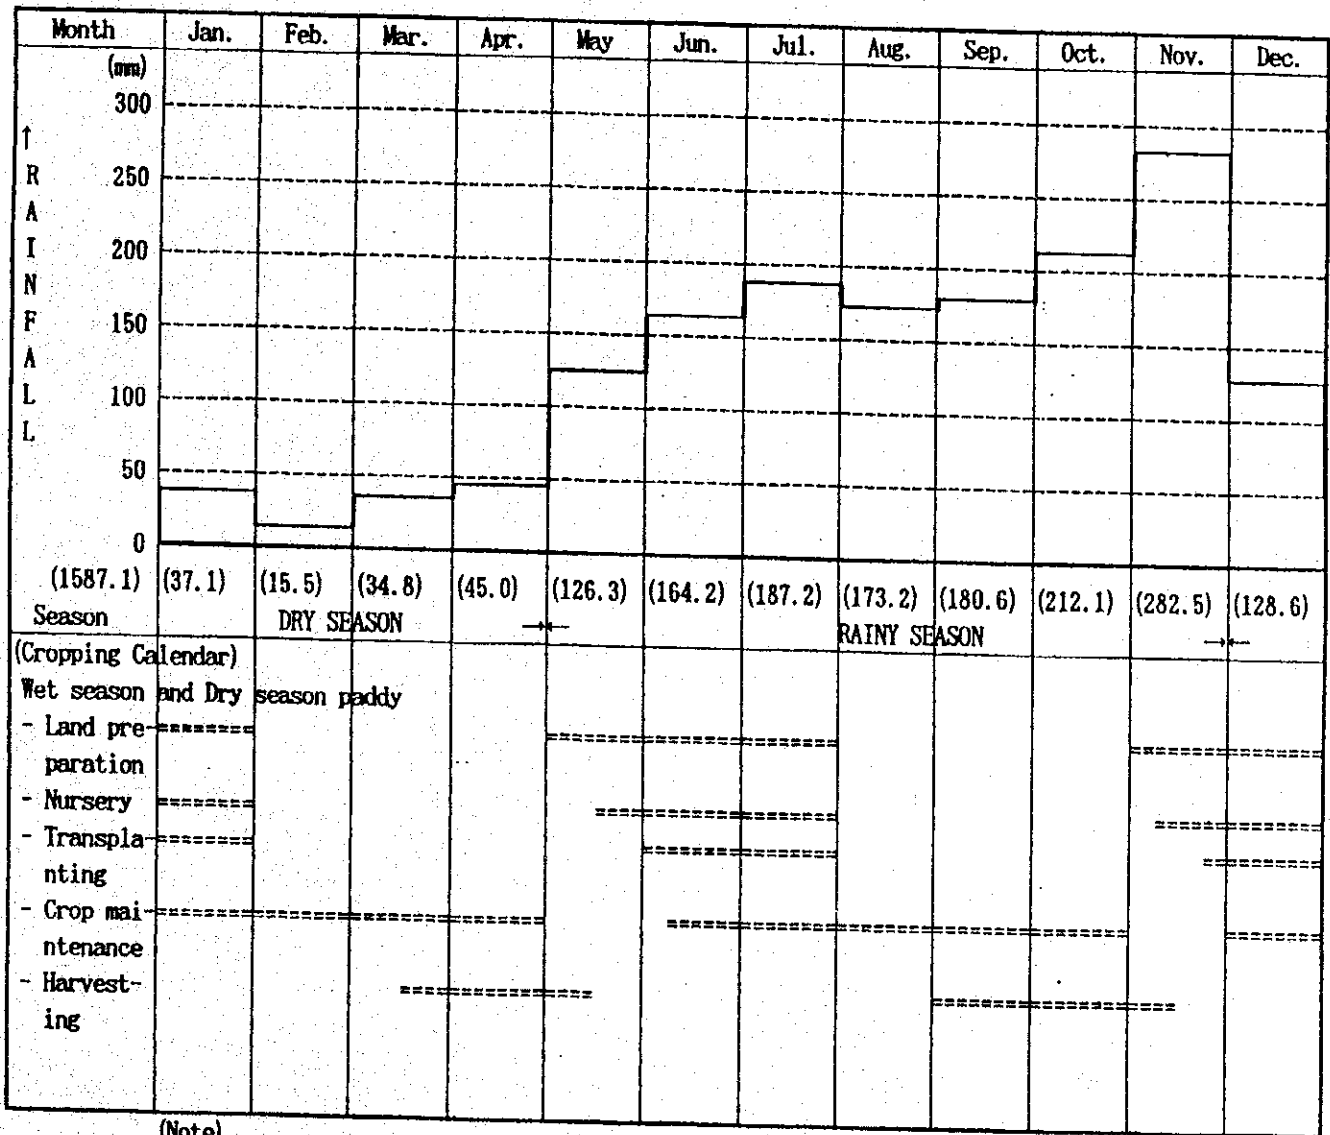 Month Jan. Feb. Mar. Apr. May Jun. Jul. Aug. Sep. Oct. Nov. Dec.
(mm)
300
↑
R 250
A
I 200
N
F 150
A
L 100
L
50
0
(1587.1) (37.1) (15.5) (34.8) (45.0) (126.3) (164.2) (187.2) (173.2) (180.6) (212.1) (282.5) (128.6)
Season DRY SEASON RAINY SEASON
(Cropping Calendar)
Wet season and Dry season paddy
- Land pre-
paration
- Nursery
- Transpla-
nting
- Crop mai-
ntenance
- Harvest-
ing
(Note)